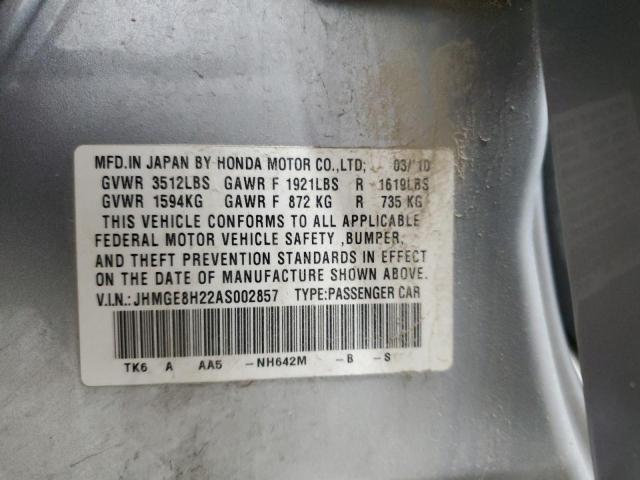 MFD.IN JAPAN BY HONDA MOTOR CO.,LTD; 03/'10
GVWR 3512LBS GAWR F 1921LBS R 1619LBS
GVWR 1594KG GAWR F 872 KG R 735 KG
THIS VEHICLE CONFORMS TO ALL APPLICABLE
FEDERAL MOTOR VEHICLE SAFETY ,BUMPER,
AND THEFT PREVENTION STANDARDS IN EFFECT
ON THE DATE OF MANUFACTURE SHOWN ABOVE.
V.I.N.:JHMGE8H22AS002857 TYPE:PASSENGER CAR
TK6 A AA5 -NH642M -B -S